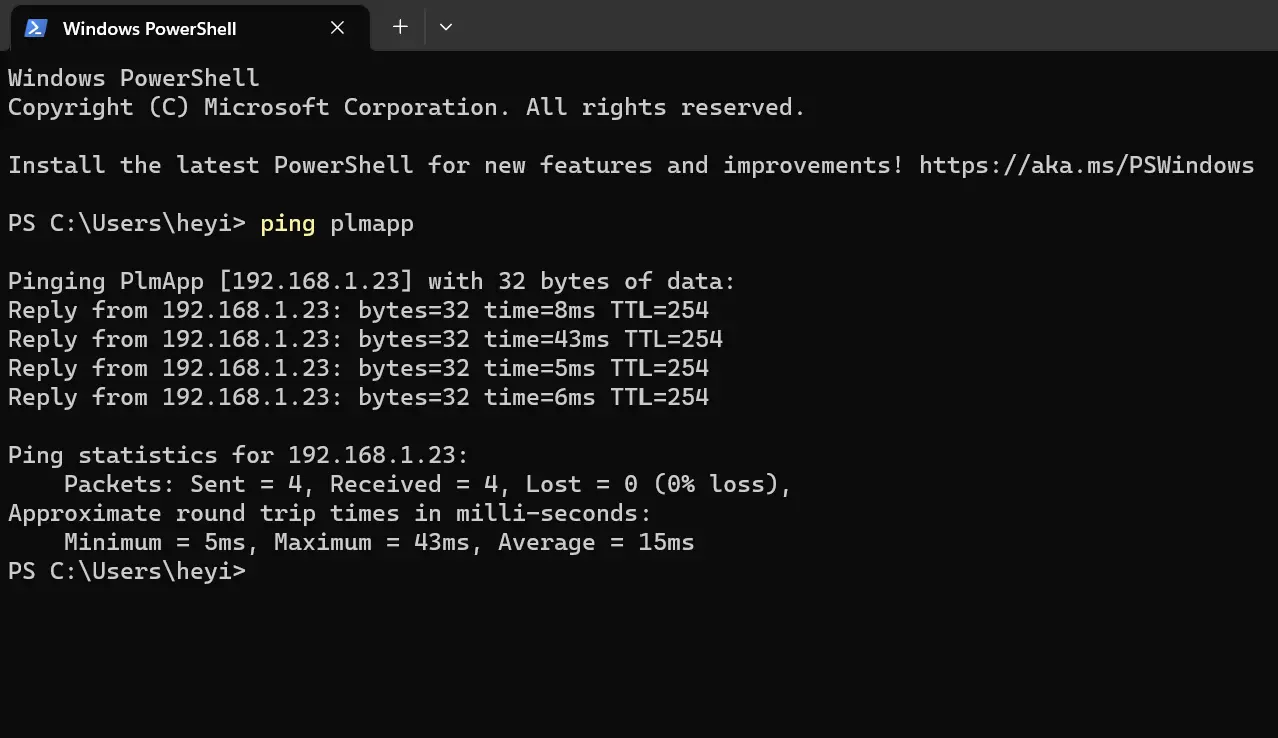 Windows PowerShell
Windows PowerShell
Copyright (C) Microsoft Corporation. All rights reserved.
Install the latest PowerShell for new features and improvements! https://aka.ms/PSWindows
PS C:\Users\heyi> ping plmapp
Pinging PlmApp [192.168.1.23] with 32 bytes of data:
Reply from 192.168.1.23: bytes=32 time=8ms TTL=254
Reply from 192.168.1.23: bytes=32 time=43ms TTL=254
Reply from 192.168.1.23: bytes=32 time=5ms TTL=254
Reply from 192.168.1.23: bytes=32 time=6ms TTL=254
Ping statistics for 192.168.1.23:
    Packets: Sent = 4, Received = 4, Lost = 0 (0% loss),
Approximate round trip times in milli-seconds:
    Minimum = 5ms, Maximum = 43ms, Average = 15ms
PS C:\Users\heyi>